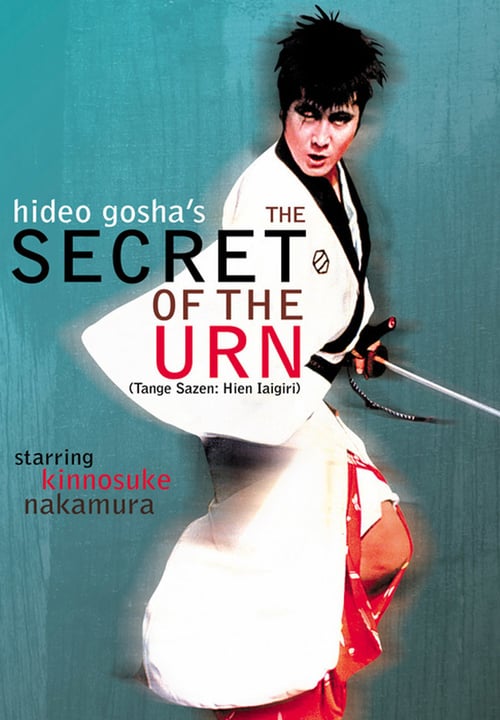 hideo gosha's THE
SECRET
OF THE
URN
(Tange Sazen: Hien Iaigiri)
starring
kinnosuke
nakamura